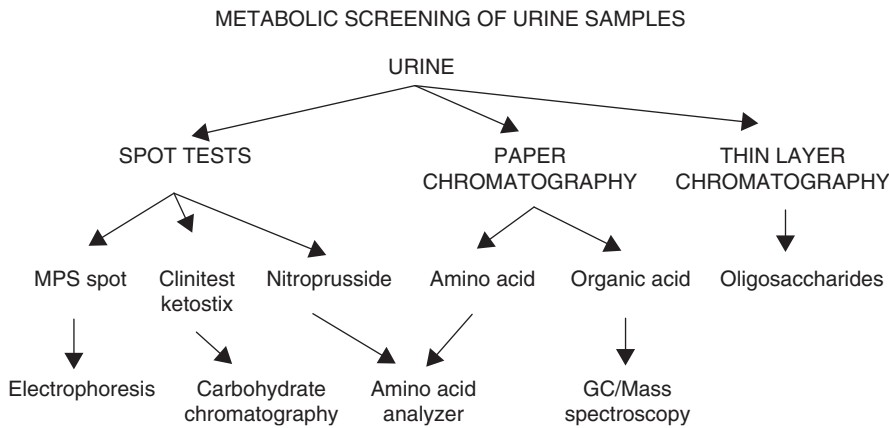 METABOLIC SCREENING OF URINE SAMPLES
URINE
SPOT TESTS
PAPER
CHROMATOGRAPHY
THIN LAYER
CHROMATOGRAPHY
MPS spot
Clinitest
ketostix
Nitroprusside
Amino acid
Organic acid
Oligosaccharides
Electrophoresis
Carbohydrate
chromatography
Amino acid
analyzer
GC/Mass
spectroscopy